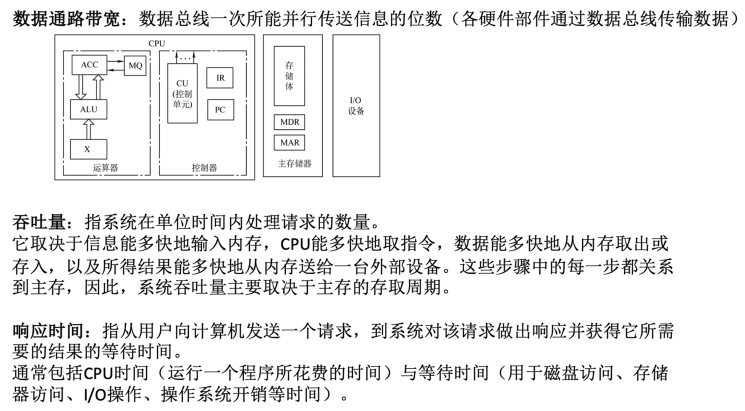 数据通路带宽：数据总线一次所能并行传送信息的位数（各硬件部件通过数据总线传输数据）
CPU
ACC
MQ
ALU
X
运算器
CU
(控制
单元)
IR
PC
控制器
存
储
体
MDR
MAR
主存储器
I/O
设备
吞吐量：指系统在单位时间内处理请求的数量。
它取决于信息能多快地输入内存，CPU能多快地取指令，数据能多快地从内存取出或
存入，以及所得结果能多快地从内存送给一台外部设备。这些步骤中的每一步都关系
到主存，因此，系统吞吐量主要取决于主存的存取周期。
响应时间：指从用户向计算机发送一个请求，到系统对该请求做出响应并获得它所需
要的结果的等待时间。
通常包括CPU时间（运行一个程序所花费的时间）与等待时间（用于磁盘访问、存储
器访问、I/O操作、操作系统开销等时间）。